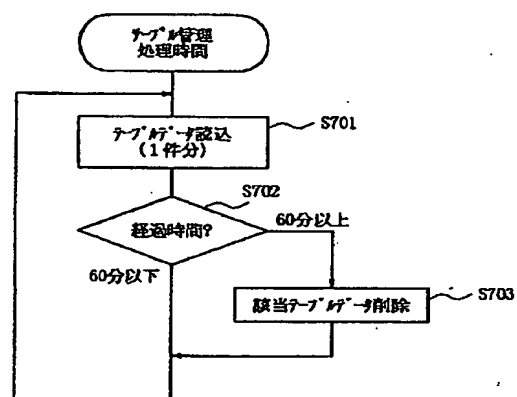 テーブル管理
処理時間
テーブルデータ読込
(1件分)
S701
S702
経過時間?
60分以上
60分以下
該当テーブルデータ削除
S703